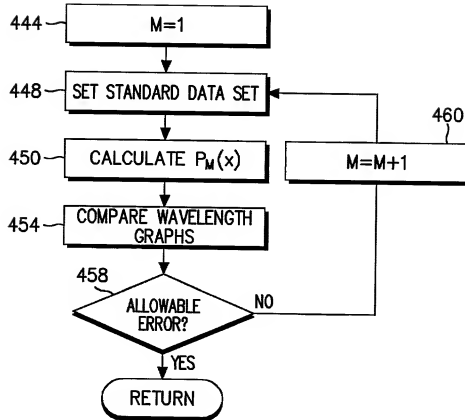 444
M=1
448
SET STANDARD DATA SET
460
450
CALCULATE P_M(x)
M=M+1
454
COMPARE WAVELENGTH
GRAPHS
458
ALLOWABLE
ERROR?
NO
YES
RETURN